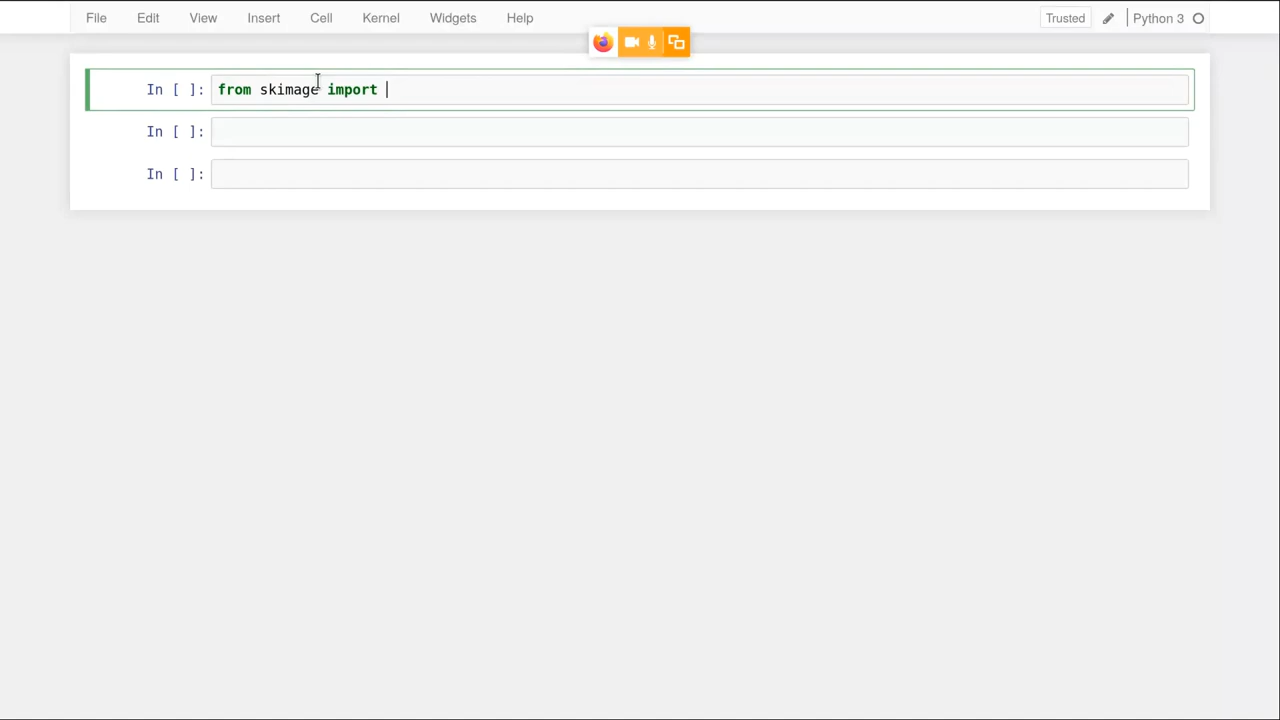 File Edit View Insert Cell Kernel Widgets Help Trusted Python 3
In [ ]: from skimage import
In [ ]:
In [ ]: